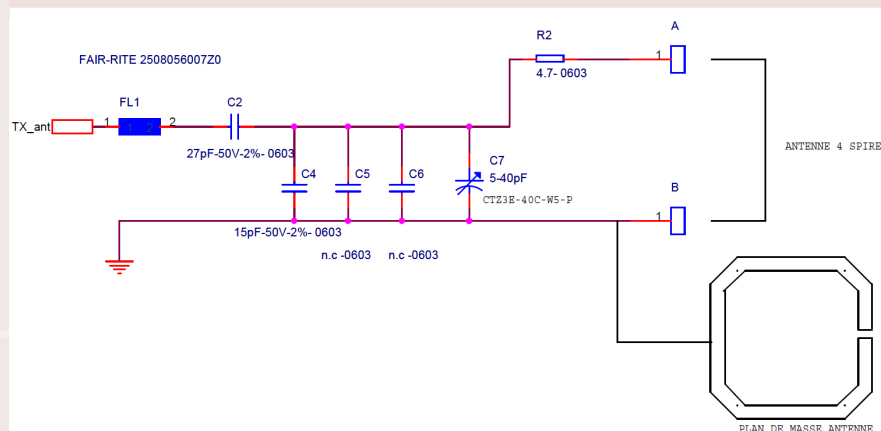 R2
A
FAIR-RITE 2508056007Z0
1
4.7- 0603
FL1
C2
TX_ant
1
1 2
2
ANTENNE 4 SPIRE
27pF-50V-2%- 0603
C4
C5
C6
C7
5-40pF
CTZ3E-40C-W5-P
B
1
15pF-50V-2%- 0603
n.c -0603
n.c -0603
PLAN DE MASSE ANTENNE